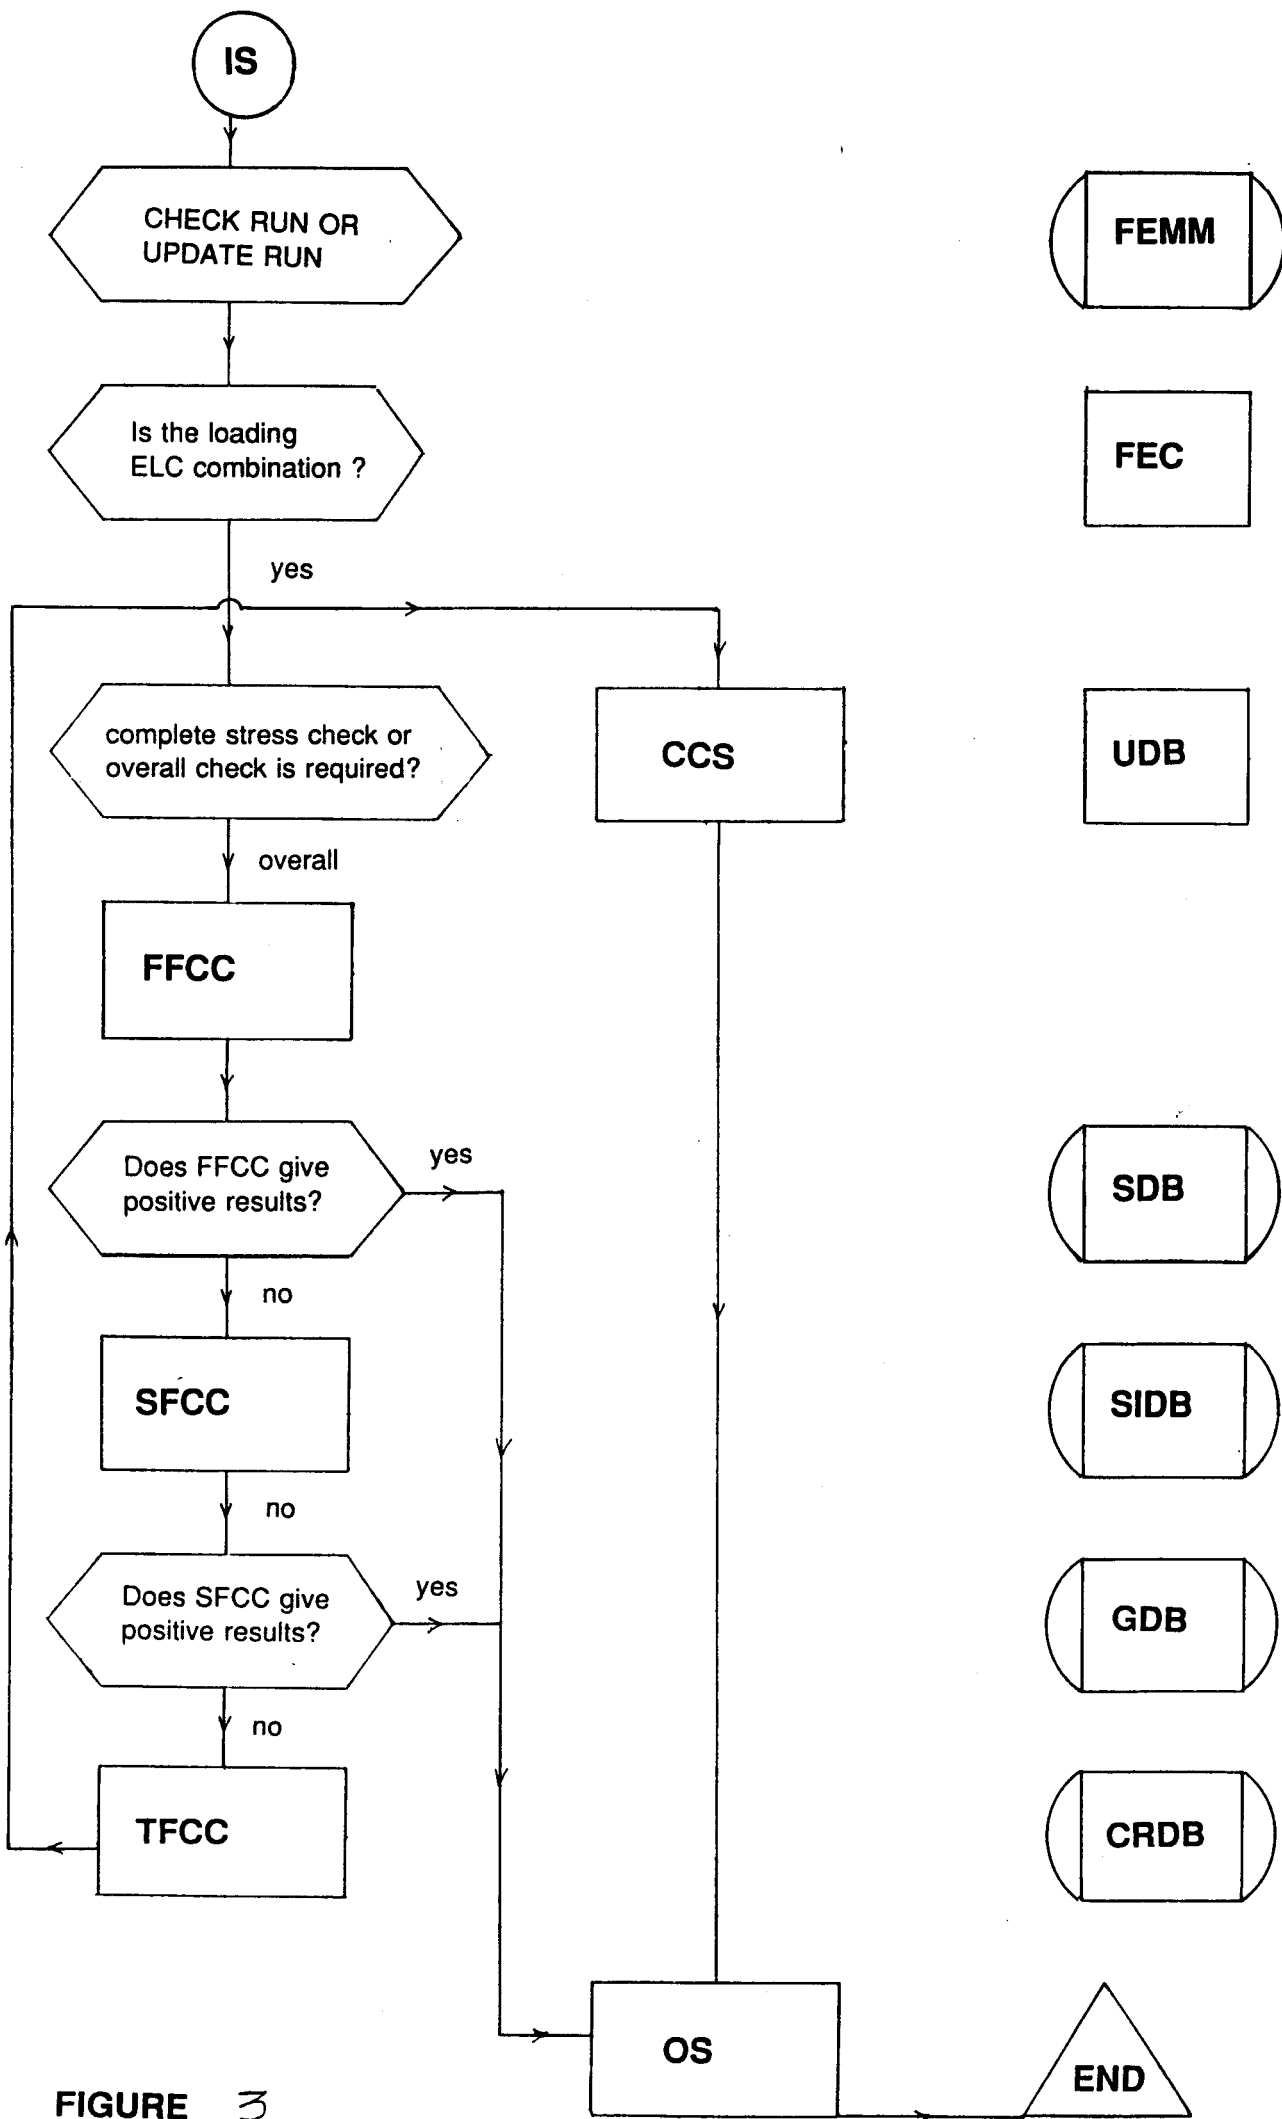 IS
CHECK RUN OR
UPDATE RUN
FEMM
Is the loading
ELC combination ?
FEC
yes
complete stress check or
overall check is required?
CCS
UDB
overall
FFCC
Does FFCC give
positive results?
yes
SDB
no
SFCC
SIDB
no
Does SFCC give
positive results?
yes
GDB
no
TFCC
CRDB
OS
END
FIGURE 3